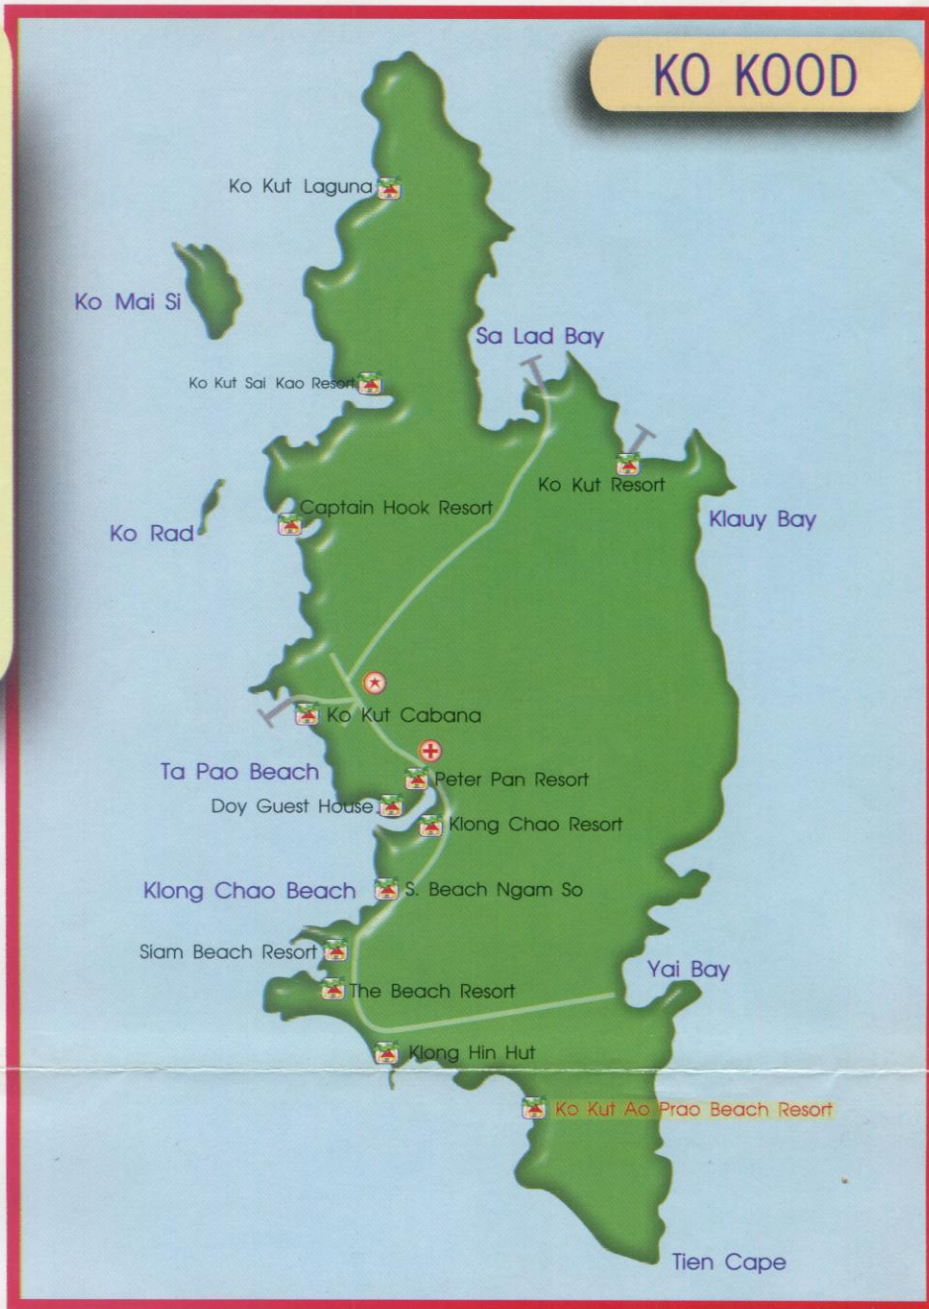 KO KOOD
Ko Kut Laguna
Ko Mai Si
Sa Lad Bay
Ko Kut Sai Kao Resort
Ko Kut Resort
Captain Hook Resort
Klauy Bay
Ko Rad
Ko Kut Cabana
Ta Pao Beach
Peter Pan Resort
Doy Guest House
Klong Chao Resort
Klong Chao Beach
S. Beach Ngam So
Siam Beach Resort
Yai Bay
The Beach Resort
Klong Hin Hut
Ko Kut Ao Prao Beach Resort
Tien Cape